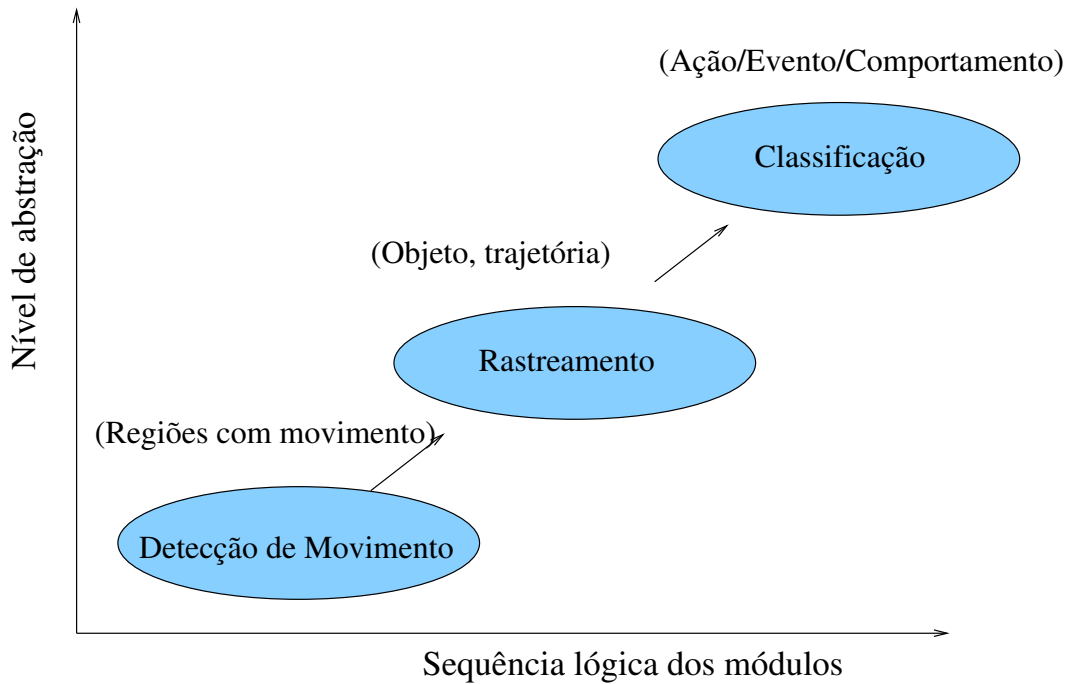 (Ação/Evento/Comportamento)
Classificação
Nível de abstração
(Objeto, trajetória)
Rastreamento
(Regiões com movimento)
Detecção de Movimento
Sequência lógica dos módulos